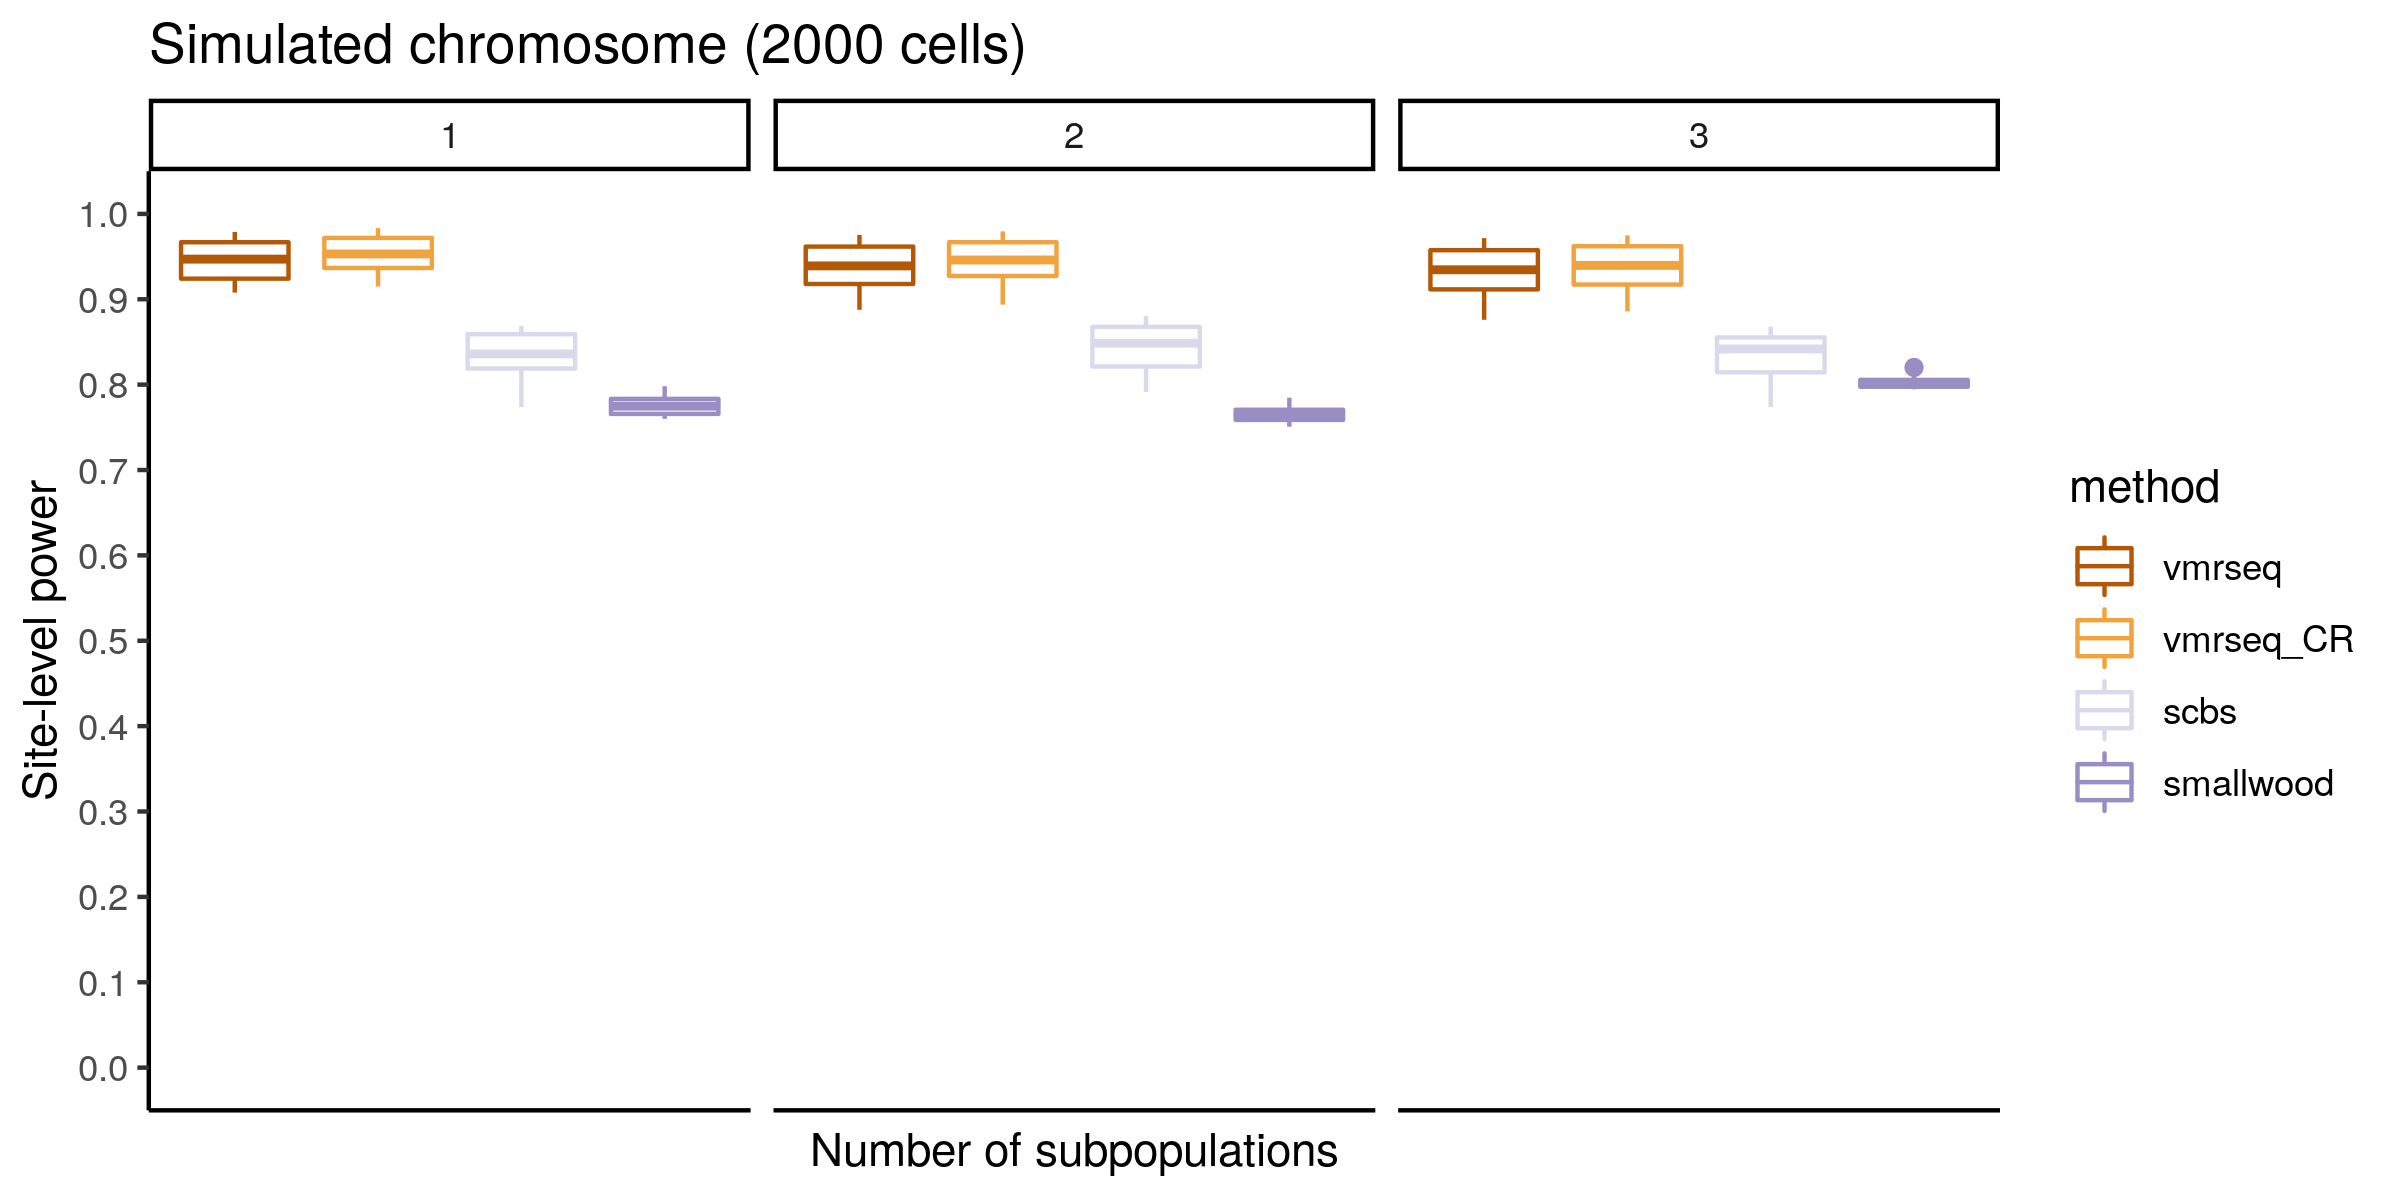 Simulated chromosome (2000 cells)
1
2
3
1.0
0.9
0.8
0.7
0.6
0.5
0.4
0.3
0.2
0.1
0.0
Site-level power
Number of subpopulations
method
vmrseq
vmrseq_CR
scbs
smallwood